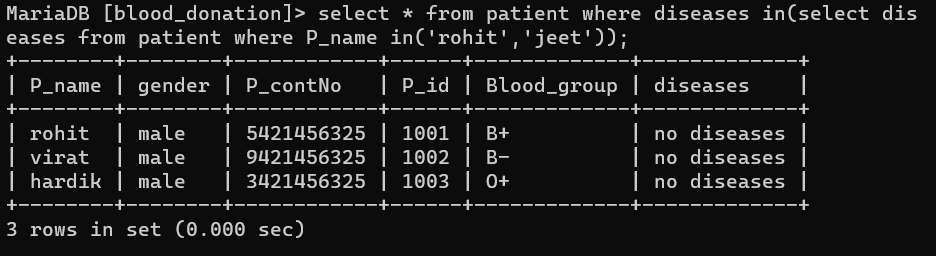 MariaDB [blood_donation]> select * from patient where diseases in(select dis
eases from patient where P_name in('rohit','jeet'));
+--------+--------+------------+------+-------------+-------------+
| P_name | gender | P_contNo   | P_id | Blood_group | diseases    |
+--------+--------+------------+------+-------------+-------------+
| rohit  | male   | 5421456325 | 1001 | B+          | no diseases |
| virat  | male   | 9421456325 | 1002 | B-          | no diseases |
| hardik | male   | 3421456325 | 1003 | O+          | no diseases |
+--------+--------+------------+------+-------------+-------------+
3 rows in set (0.000 sec)